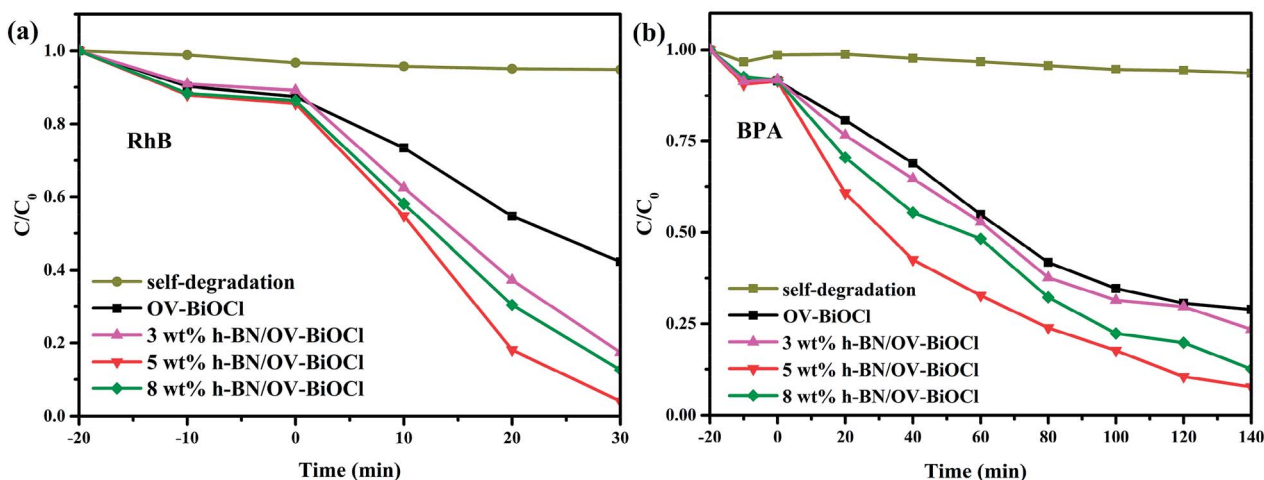 (a)
1.0
0.8
0.6
0.4
0.2
0.0
C/C0
RhB
self-degradation
OV-BiOCl
3 wt% h-BN/OV-BiOCl
5 wt% h-BN/OV-BiOCl
8 wt% h-BN/OV-BiOCl
-20 -10 0 10 20 30
Time (min)
(b)
1.00
0.75
0.50
0.25
0.00
C/C0
BPA
self-degradation
OV-BiOCl
3 wt% h-BN/OV-BiOCl
5 wt% h-BN/OV-BiOCl
8 wt% h-BN/OV-BiOCl
-20 0 20 40 60 80 100 120 140
Time (min)